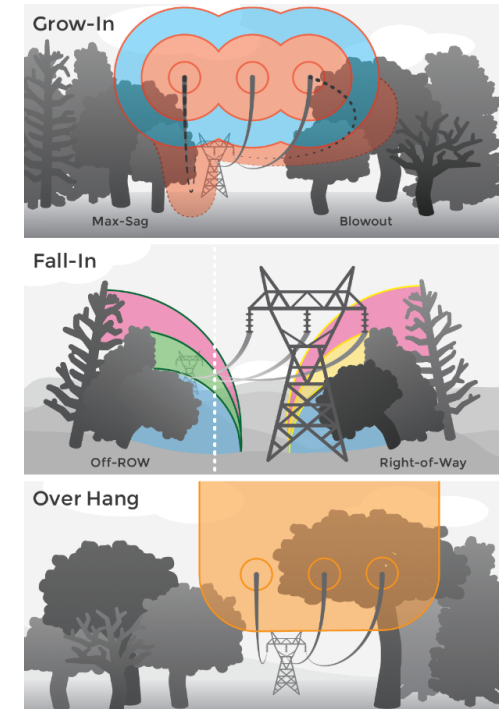 Grow-In
Max-Sag
Blowout
Fall-In
Off-ROW
Right-of-Way
Over Hang